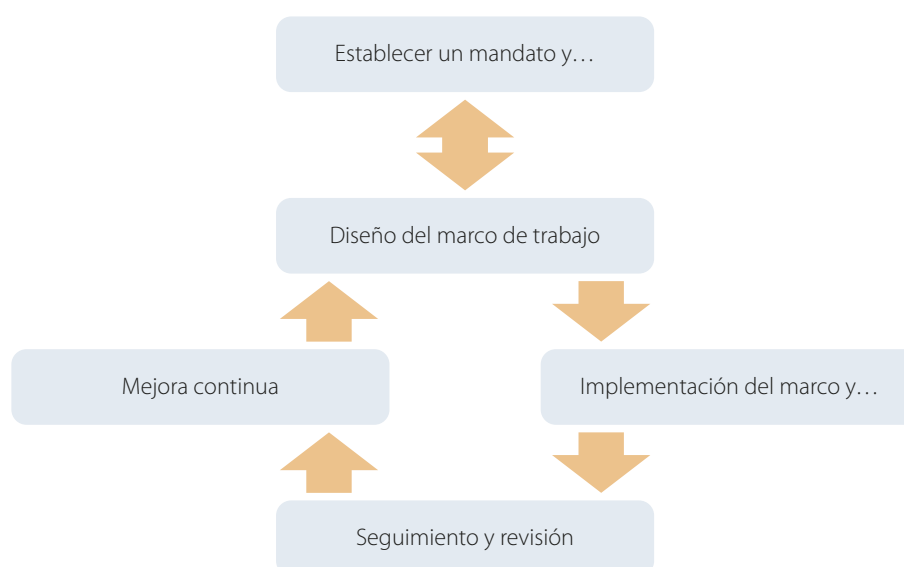 Establecer un mandato y…
Diseño del marco de trabajo
Mejora continua
Implementación del marco y…
Seguimiento y revisión